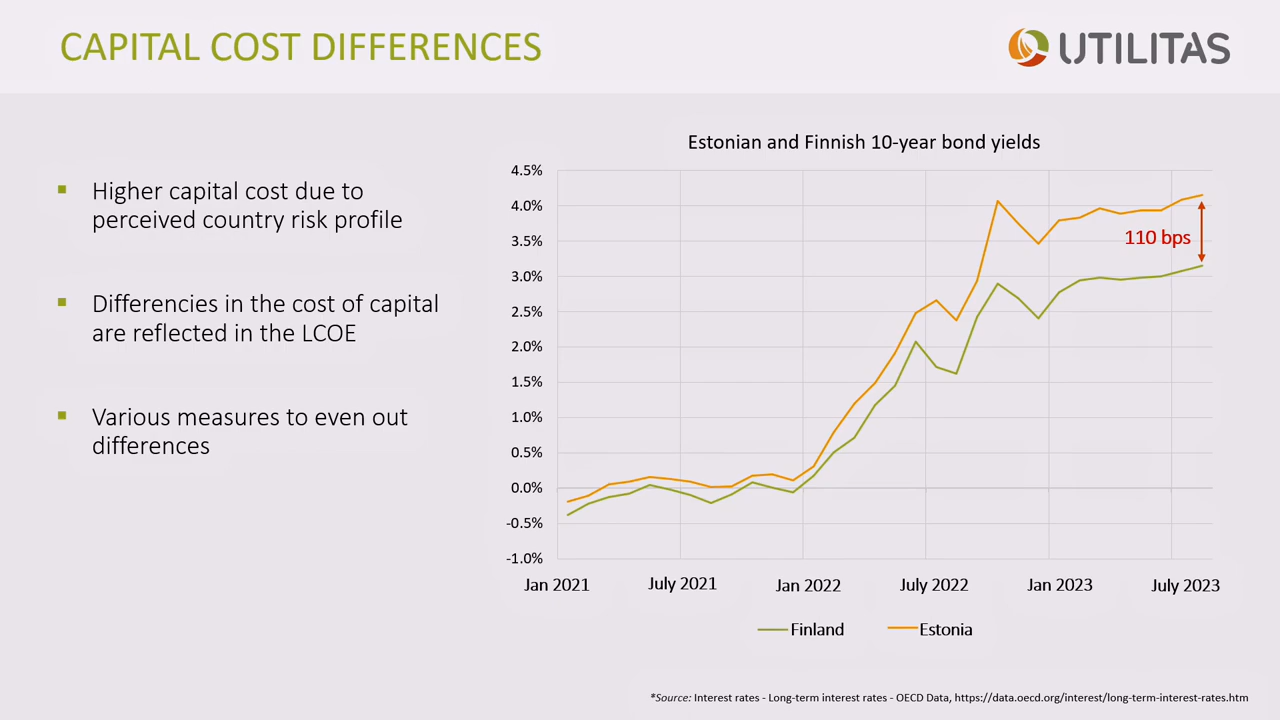 CAPITAL COST DIFFERENCES
UTILITAS
Higher capital cost due to
perceived country risk profile
Differencies in the cost of capital
are reflected in the LCOE
Various measures to even out
differences
Estonian and Finnish 10-year bond yields
4.5%
4.0%
3.5%
3.0%
2.5%
2.0%
1.5%
1.0%
0.5%
0.0%
-0.5%
-1.0%
110 bps
Jan 2021 July 2021 Jan 2022 July 2022 Jan 2023 July 2023
Finland Estonia
*Source: Interest rates - Long-term interest rates - OECD Data, https://data.oecd.org/interest/long-term-interest-rates.htm